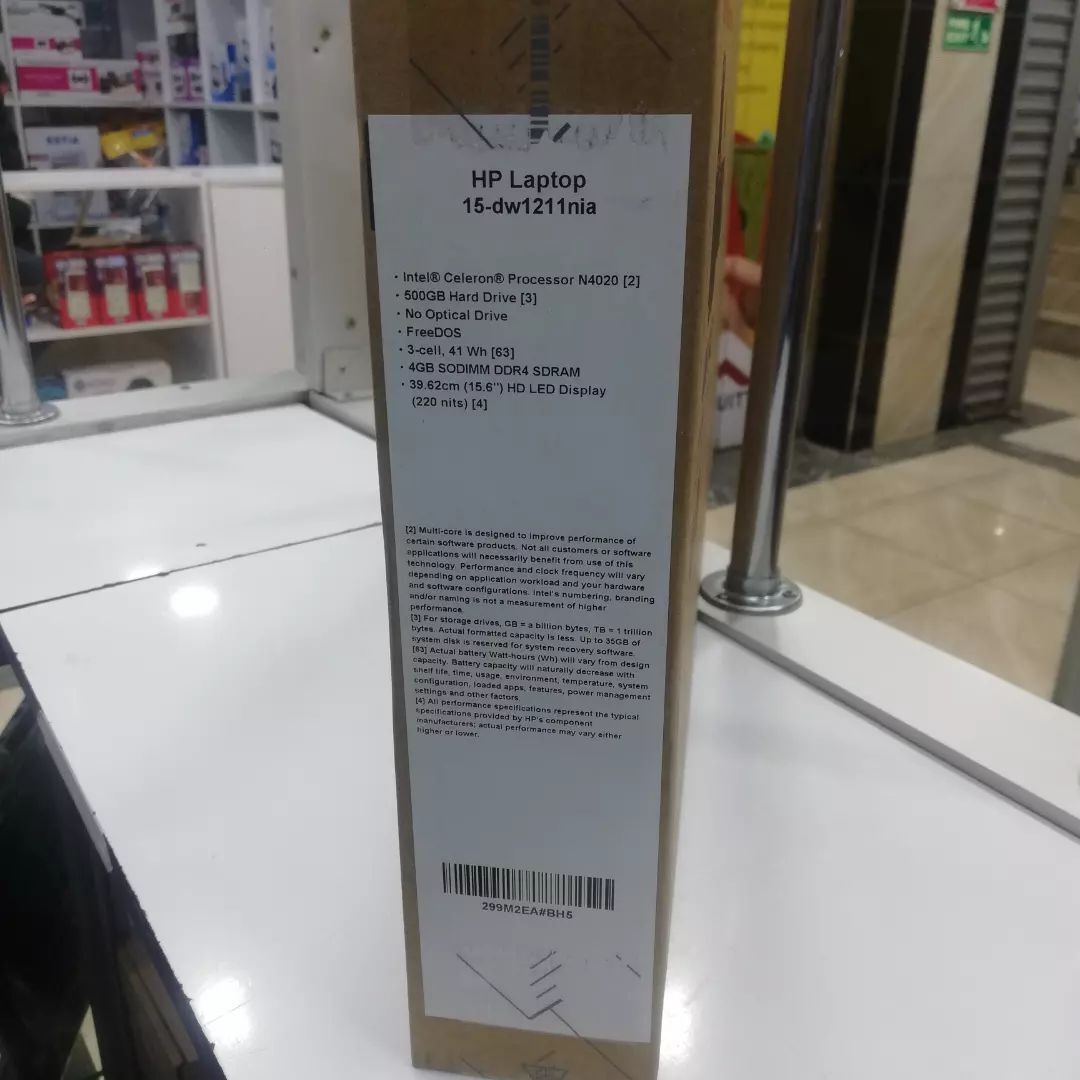 HP Laptop
15-dw1211nia
· Intel® Celeron® Processor N4020 [2]
· 500GB Hard Drive [3]
· No Optical Drive
· FreeDOS
· 3-cell, 41 Wh [63]
· 4GB SODIMM DDR4 SDRAM
· 39.62cm (15.6") HD LED Display
(220 nits) [4]
[2] Multi-core is designed to improve performance of
certain software products. Not all customers or software
applications will necessarily benefit from use of this
technology. Performance and clock frequency will vary
depending on application workload and your hardware
and software configurations. Intel's numbering, branding
and/or naming is not a measurement of higher
performance.
[3] For storage drives, GB = a billion bytes, TB = 1 trillion
bytes. Actual formatted capacity is less. Up to 35GB of
system disk is reserved for system recovery software.
[63] Actual battery Watt-hours (Wh) will vary from design
capacity. Battery capacity will naturally decrease with
shelf life, time, usage, environment, temperature, system
configuration, loaded apps, features, power management
settings and other factors.
[4] All performance specifications represent the typical
specifications provided by HP's component
manufacturers; actual performance may vary either
higher or lower.
299M2EA#BH5